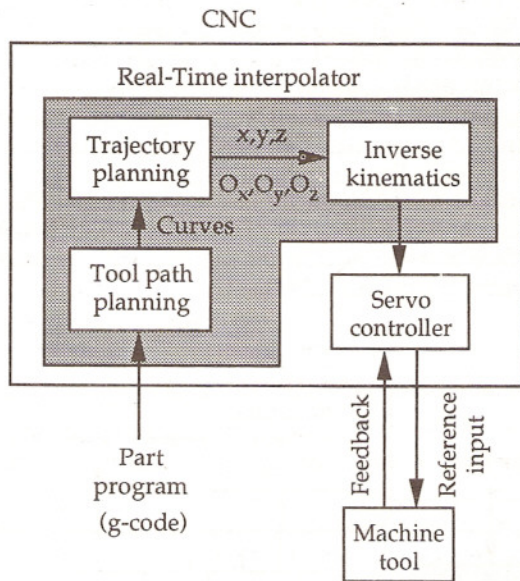 CNC
Real-Time interpolator
Trajectory
planning
x,y,z
Ox,Oy,Oz
Inverse
kinematics
Curves
Tool path
planning
Servo
controller
Part
program
(g-code)
Feedback
Reference
input
Machine
tool